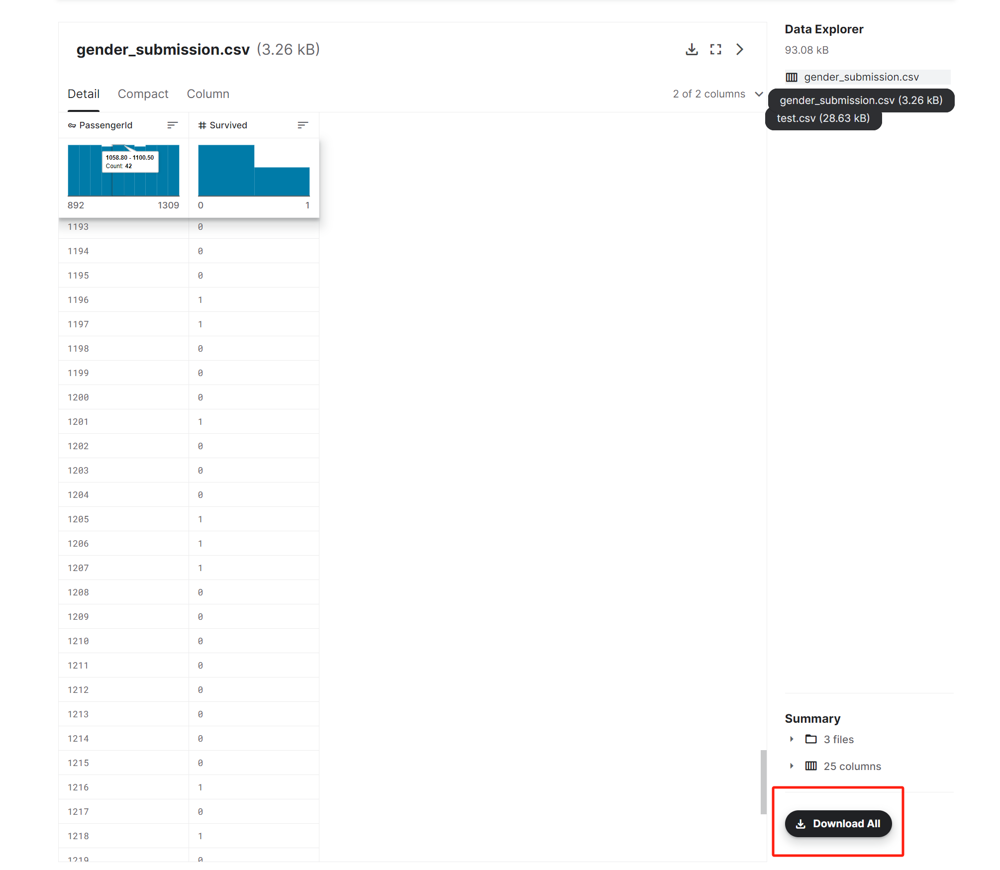 gender_submission.csv (3.26 kB)
Detail Compact Column 2 of 2 columns
PassengerId # Survived
1058.80 - 1100.50
Count: 42
892 1309 0 1
1193 0
1194 0
1195 0
1196 1
1197 1
1198 0
1199 0
1200 0
1201 1
1202 0
1203 0
1204 0
1205 1
1206 1
1207 1
1208 0
1209 0
1210 0
1211 0
1212 0
1213 0
1214 0
1215 0
1216 1
1217 0
1218 1
1219 0
Data Explorer
93.08 kB
gender_submission.csv
gender_submission.csv (3.26 kB)
test.csv (28.63 kB)
Summary
3 files
25 columns
Download All